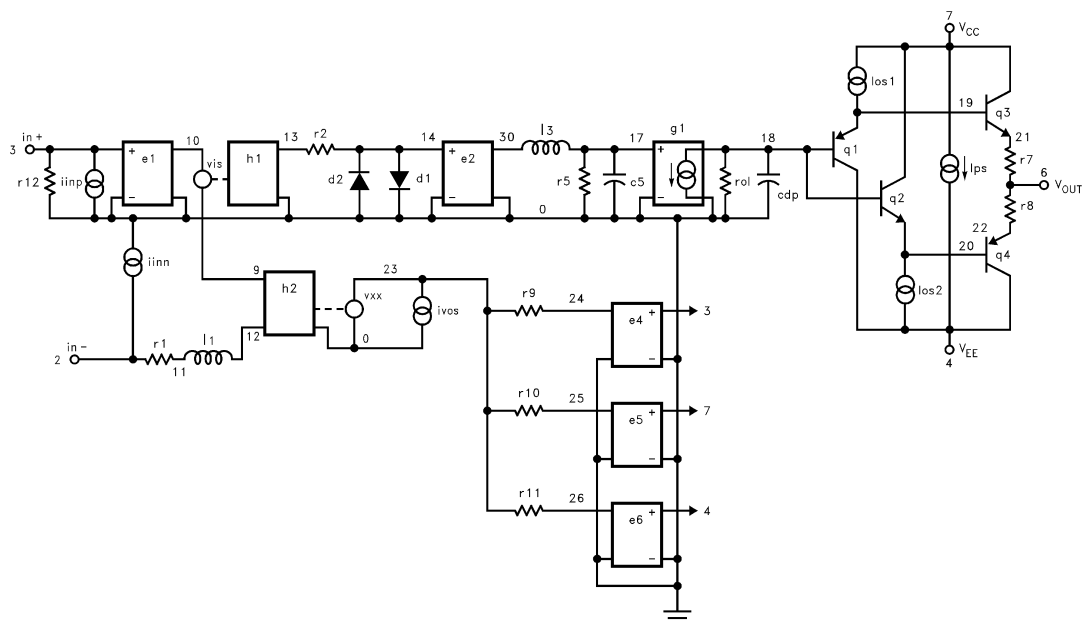 7
V_CC
Ios1
19
q3
21
in+
3
r12
iinp
+
e1
−
10
vis
h1
13
r2
d2
d1
14
+
e2
−
30
l3
r5
c5
17
g1
+
−
rol
cdp
18
q1
q2
Ips
r7
6
V_OUT
r8
22
q4
20
Ios2
0
iinn
9
h2
12
23
vxx
ivos
0
in−
2
r1
11
l1
V_EE
4
r9
24
e4
+
−
3
r10
25
e5
+
−
7
r11
26
e6
+
−
4